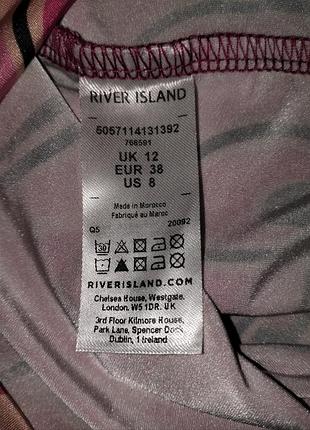 RIVER ISLAND
5057114131392
768591
UK 12
EUR 38
US 8
Made in Morocco
Fabriqué au Maroc
Q5 20092
30
RIVERISLAND.COM
Chelsea House, Westgate,
London, W5 1DR. UK
3rd Floor Kilmore House,
Park Lane, Spencer Dock,
Dublin, 1 Ireland